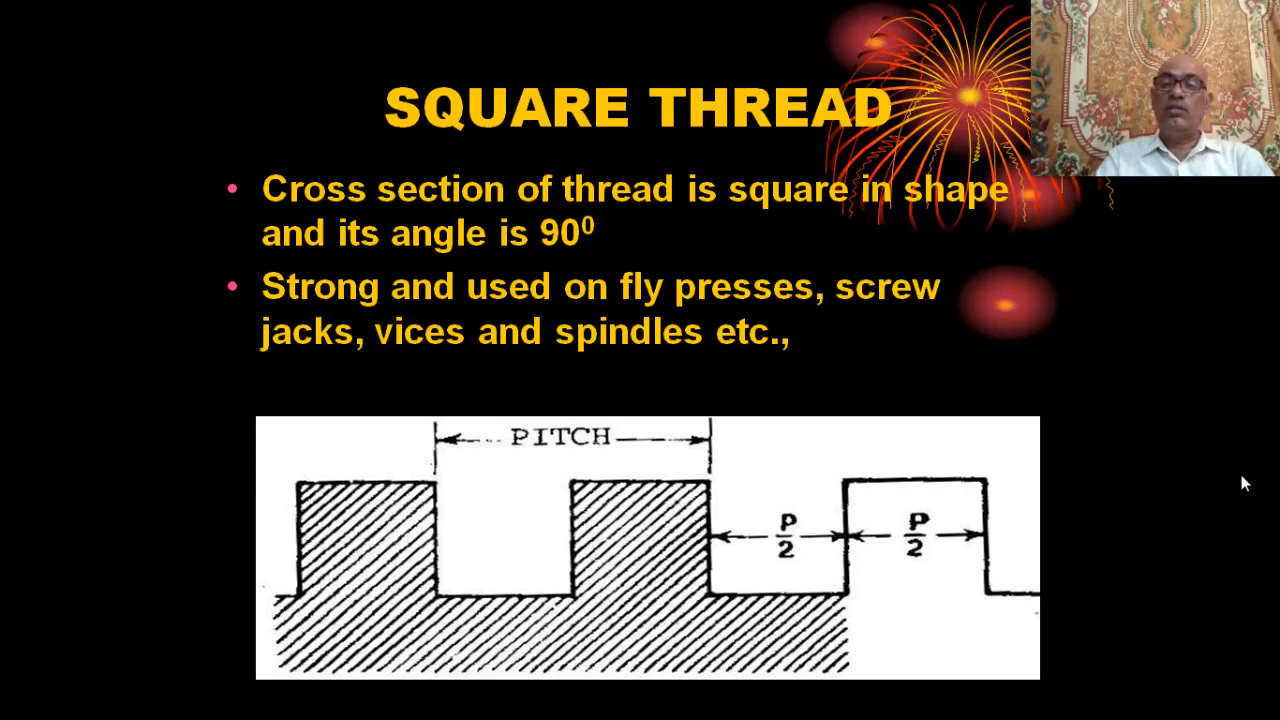 SQUARE THREAD
• Cross section of thread is square in shape
and its angle is 90⁰
• Strong and used on fly presses, screw
jacks, vices and spindles etc.,
PITCH
P/2 P/2